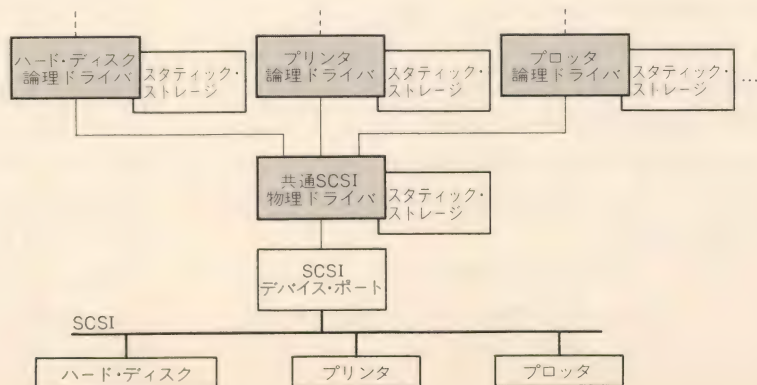 ハード・ディスク
論理ドライバ
スタティック・
ストレージ
プリンタ
論理ドライバ
スタティック・
ストレージ
プロッタ
論理ドライバ
スタティック・
ストレージ
…
共通SCSI
物理ドライバ
スタティック・
ストレージ
SCSI
デバイス・ポート
SCSI
ハード・ディスク
プリンタ
プロッタ